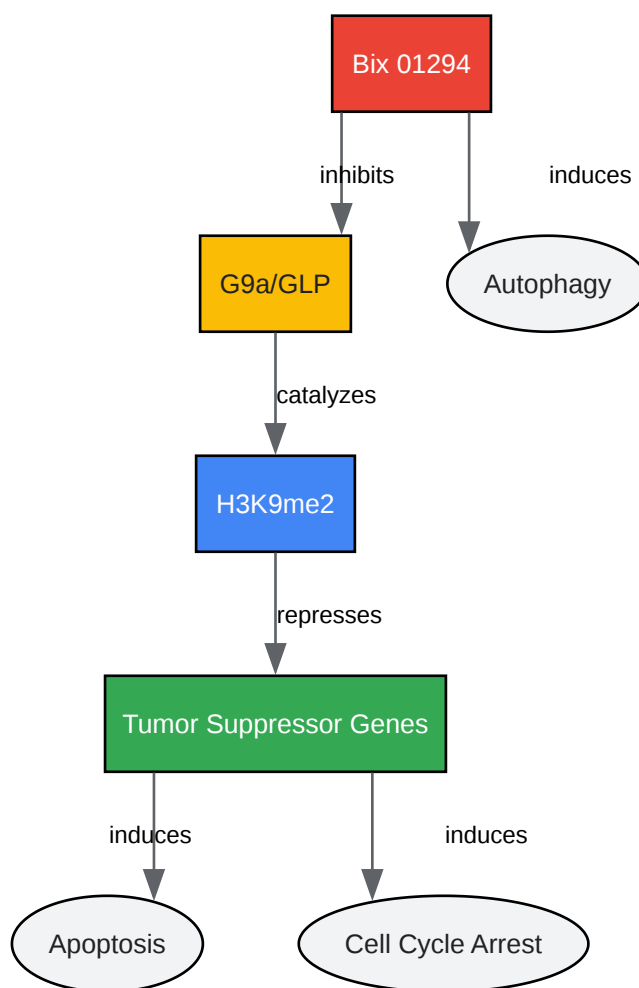 Bix 01294
inhibits
induces
G9a/GLP
Autophagy
catalyzes
H3K9me2
represses
Tumor Suppressor Genes
induces
induces
Apoptosis
Cell Cycle Arrest